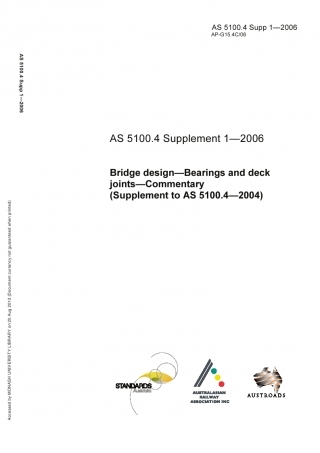 AS 5100.4 Supp 1—2006
AP-G15.4C/06
AS 5100.4 Supp 1—2006
AS 5100.4 Supplement 1—2006
Bridge design—Bearings and deck
joints—Commentary
(Supplement to AS 5100.4—2004)
Accessed by MONASH UNIVERSITY LIBRARY on 20 Aug 2010 (Document currency not guaranteed when printed)
STANDARDS
Australia
AUSTRALASIAN
RAILWAY
ASSOCIATION INC
AUSTROADS